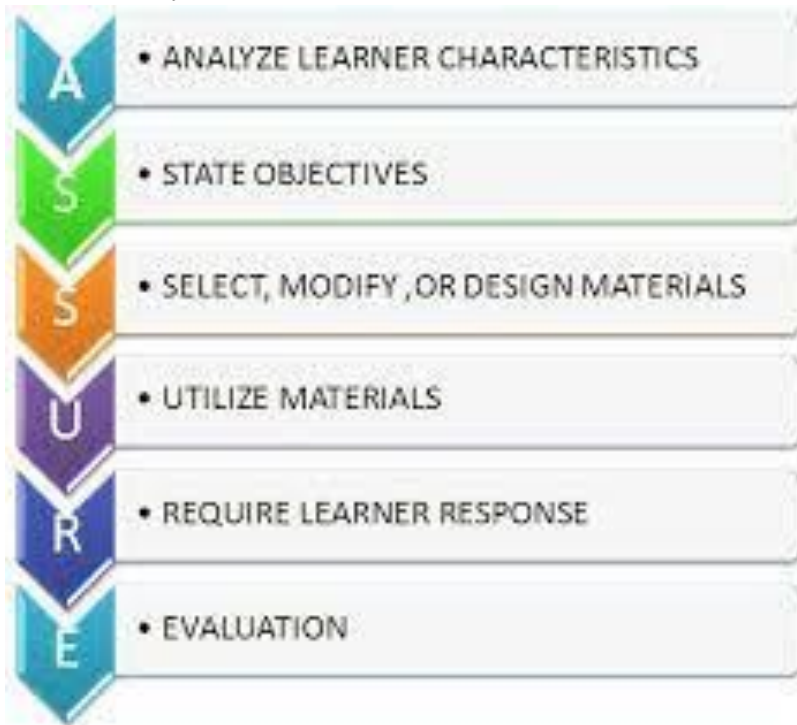 A
• ANALYZE LEARNER CHARACTERISTICS
S
• STATE OBJECTIVES
S
• SELECT, MODIFY ,OR DESIGN MATERIALS
U
• UTILIZE MATERIALS
R
• REQUIRE LEARNER RESPONSE
E
• EVALUATION